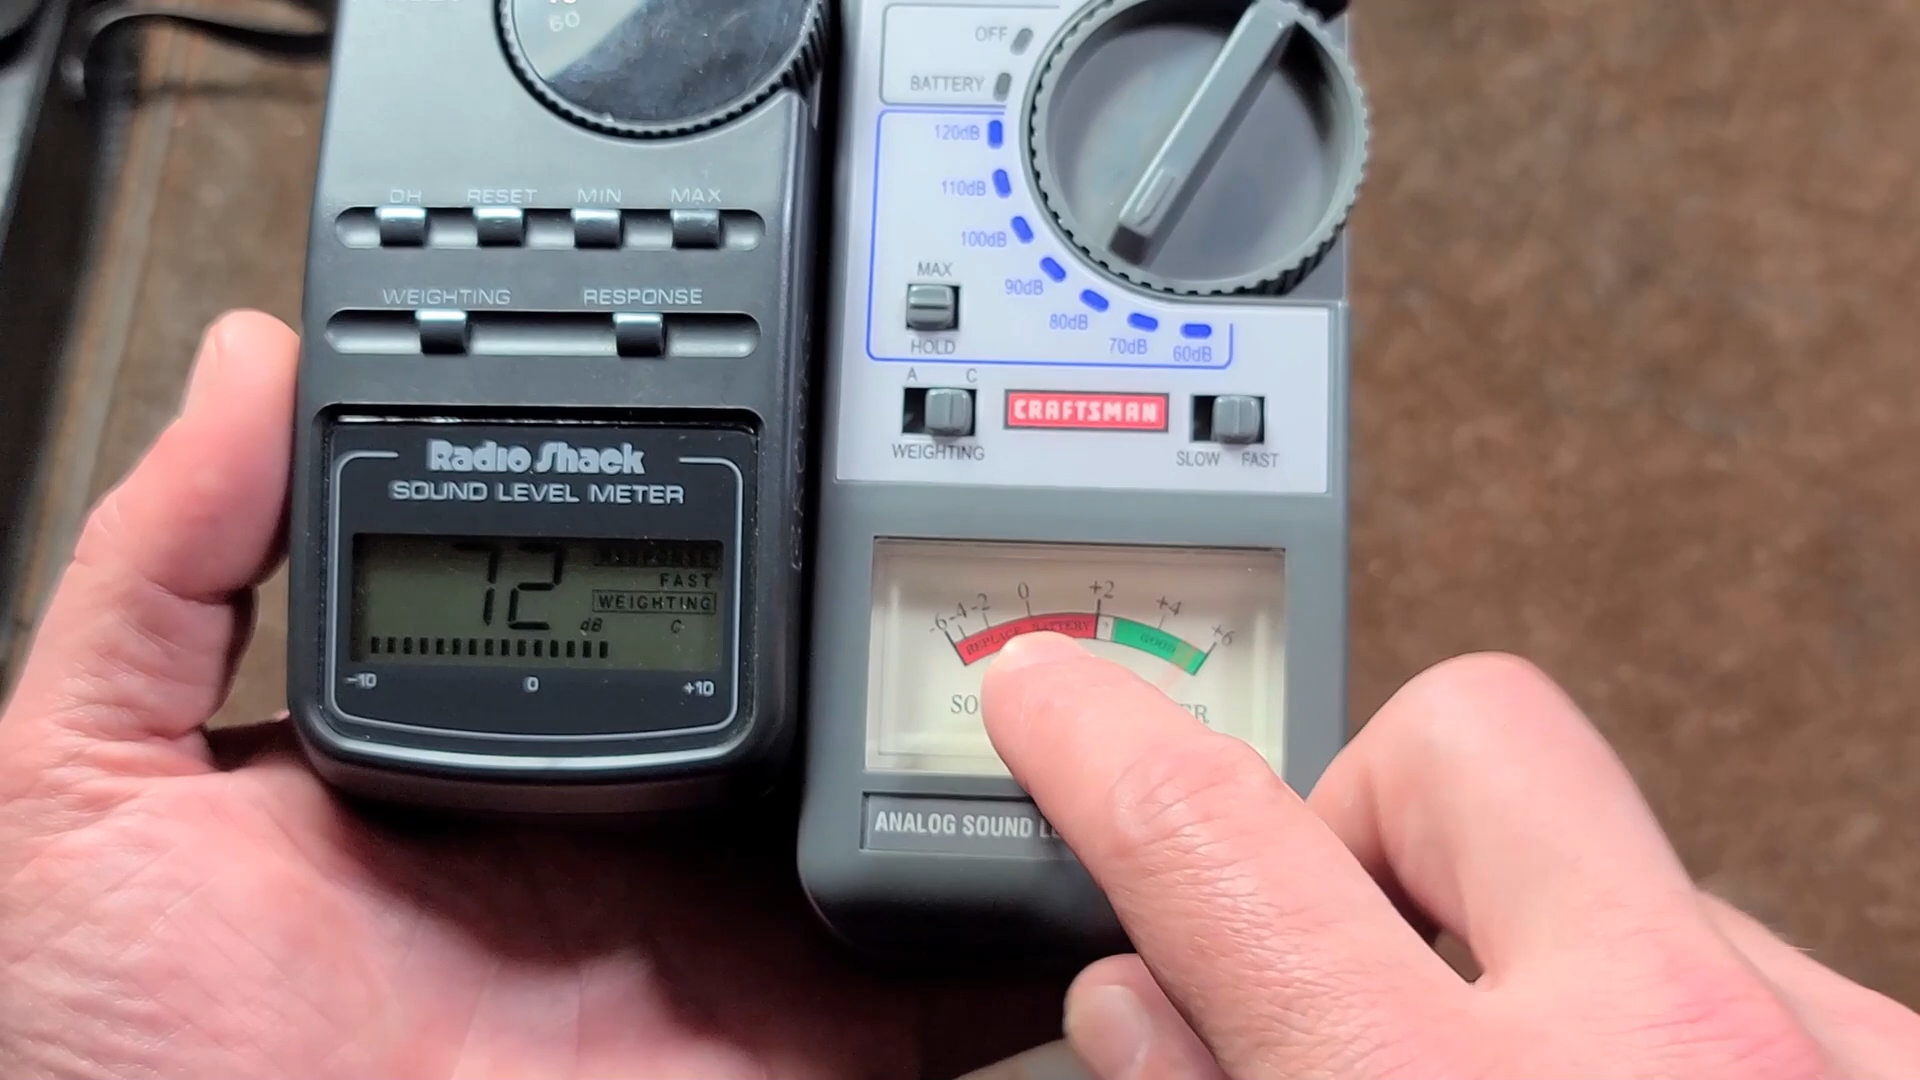 60
DH RESET MIN MAX
WEIGHTING RESPONSE
Radio Shack
SOUND LEVEL METER
RESPONSE
72
FAST
WEIGHTING
dB
C
-10 0 +10
OFF
BATTERY
120dB
110dB
100dB
90dB
80dB
70dB
60dB
MAX
HOLD
A C
WEIGHTING
CRAFTSMAN
SLOW FAST
-6 -4 -2 0 +2 +4 +6
REPLACE BATTERY ? GOOD
ANALOG SOUND